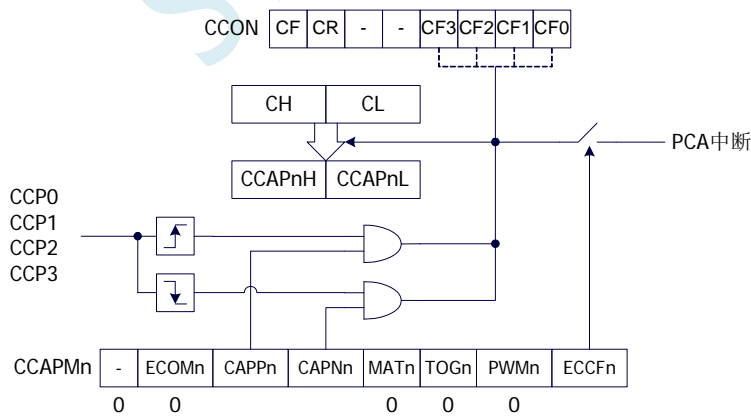 CCON CF CR - - CF3 CF2 CF1 CF0
CH CL
PCA中断
CCAPnH CCAPnL
CCP0
CCP1
CCP2
CCP3
CCAPMn - ECOMn CAPPn CAPNn MATn TOGn PWMn ECCFn
0 0 0 0 0